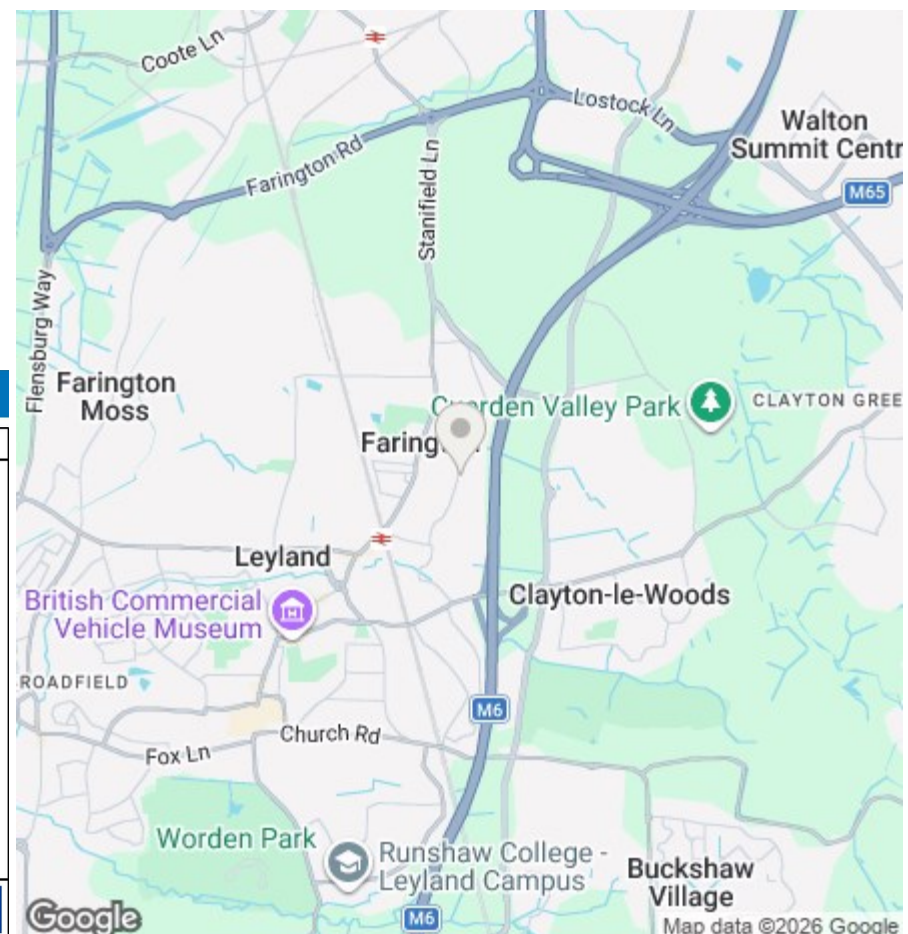 Coote Ln
Lostock Ln
Walton
Summit Centr
Farington Rd
Stanifield Ln
M65
Flensburg Way
Farington
Moss
Cuerden Valley Park
CLAYTON GREE
Leyland
British Commercial
Vehicle Museum
Clayton-le-Woods
ROADFIELD
M6
Church Rd
Fox Ln
Worden Park
Runshaw College -
Leyland Campus
Buckshaw
Village
M6
Google
Map data ©2026 Google